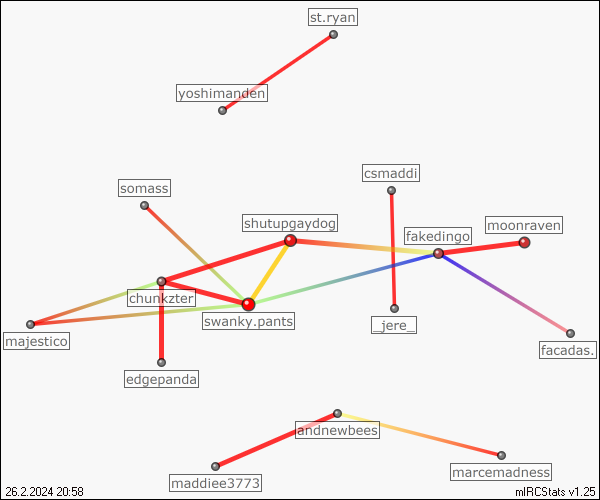 st.ryan
yoshimanden
csmaddi
somass
shutupgaydog
moonraven
fakedingo
chunkzter
swanky.pants
_jere_
majestico
facadas.
edgepanda
andnewbees
marcemadness
maddiee3773
26.2.2024 20:58
mIRCStats v1.25